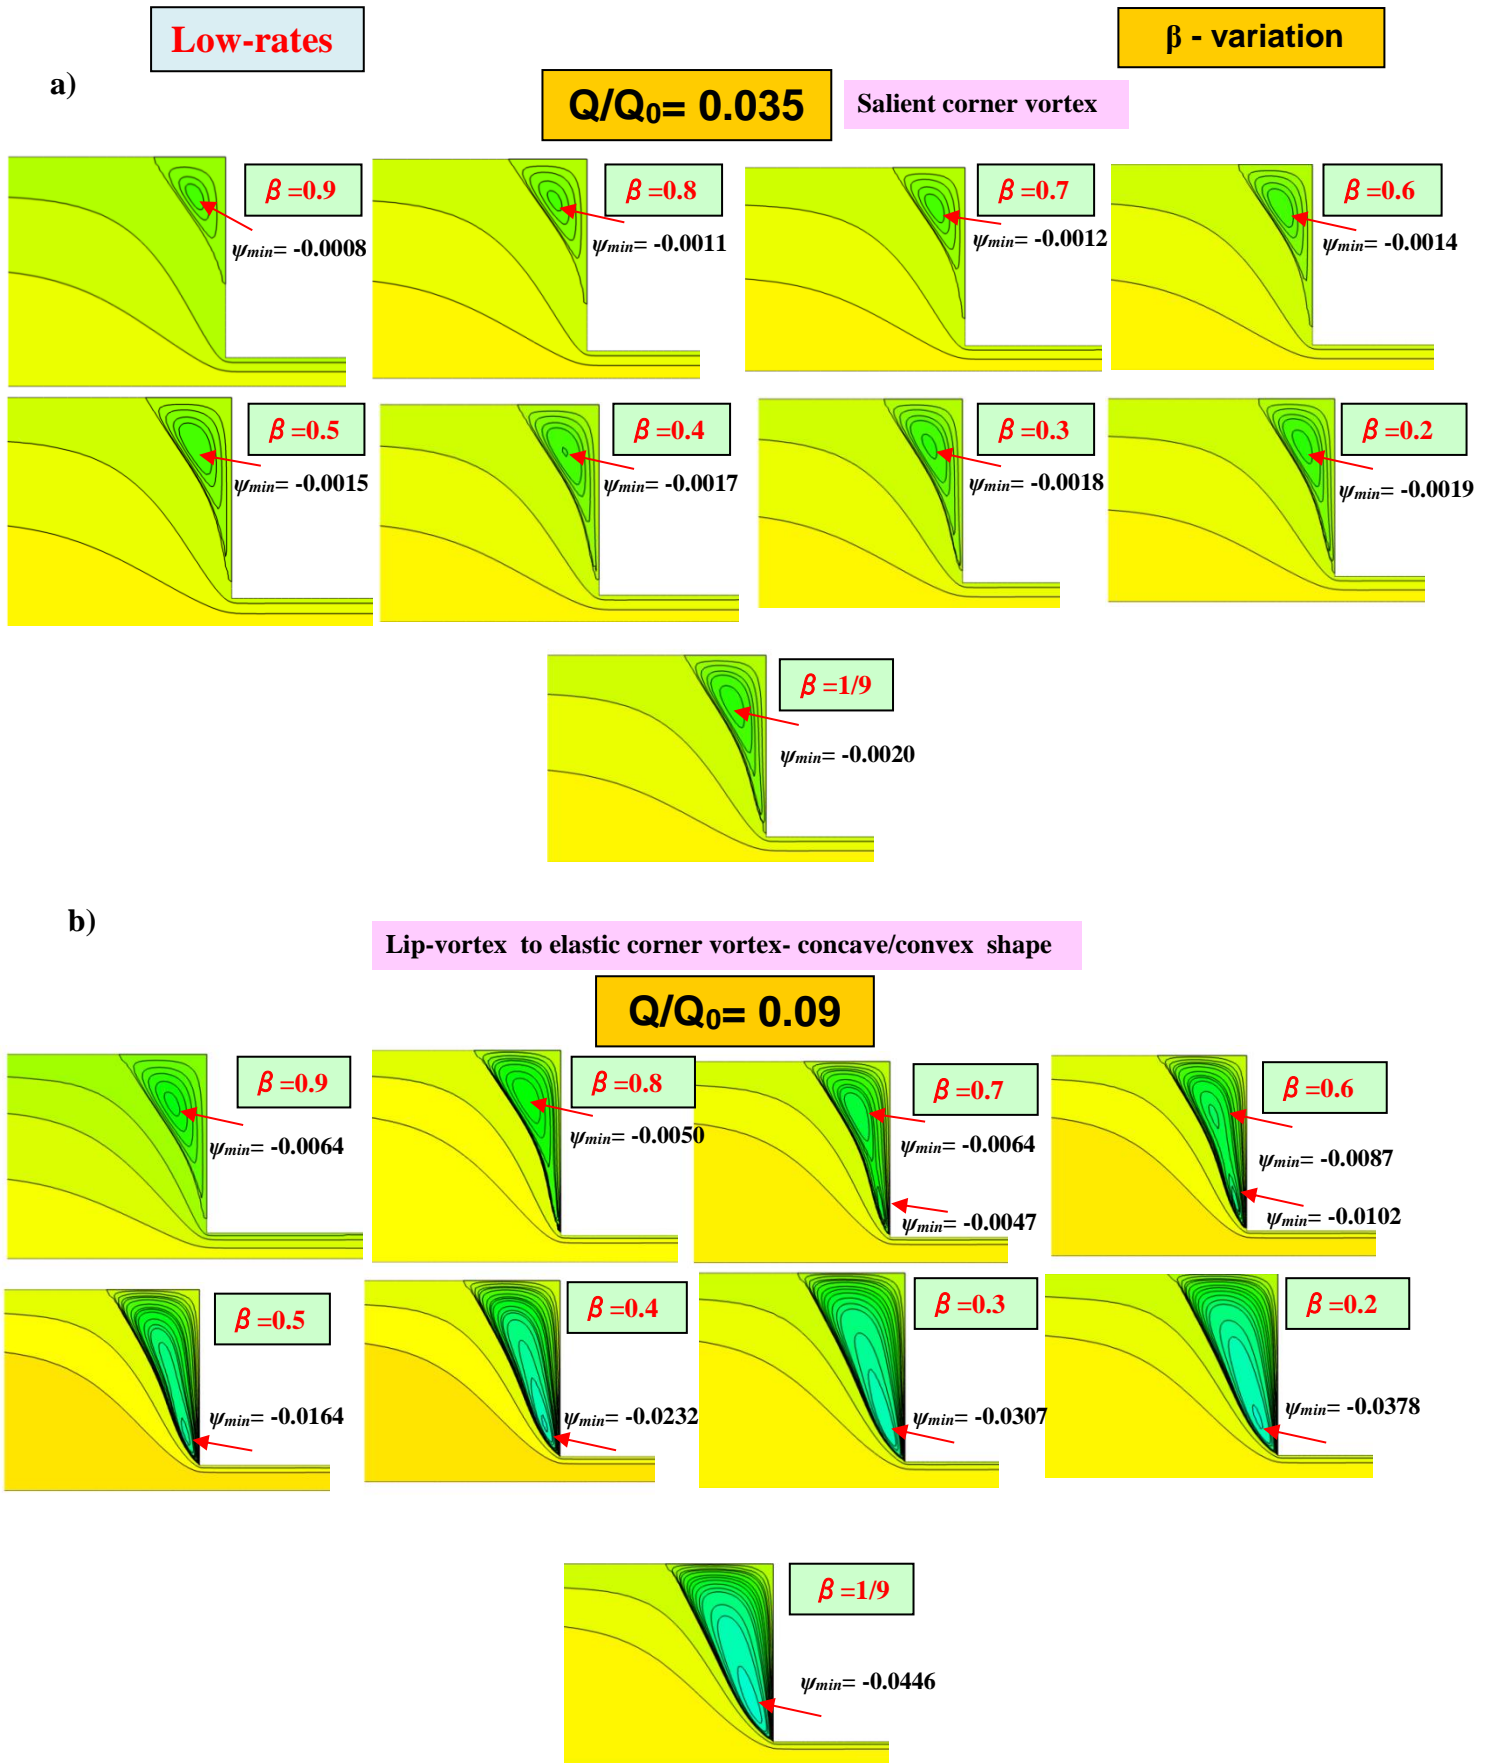 Low-rates
β - variation
a)
Q/Q0= 0.035
Salient corner vortex
β =0.9
β =0.8
β =0.7
β =0.6
ψmin= -0.0008
ψmin= -0.0011
ψmin= -0.0012
ψmin= -0.0014
β =0.5
β =0.4
β =0.3
β =0.2
ψmin= -0.0015
ψmin= -0.0017
ψmin= -0.0018
ψmin= -0.0019
β =1/9
ψmin= -0.0020
b)
Lip-vortex to elastic corner vortex- concave/convex shape
Q/Q0= 0.09
β =0.9
β =0.8
β =0.7
β =0.6
ψmin= -0.0064
ψmin= -0.0050
ψmin= -0.0064
ψmin= -0.0087
ψmin= -0.0047
ψmin= -0.0102
β =0.5
β =0.4
β =0.3
β =0.2
ψmin= -0.0164
ψmin= -0.0232
ψmin= -0.0307
ψmin= -0.0378
β =1/9
ψmin= -0.0446